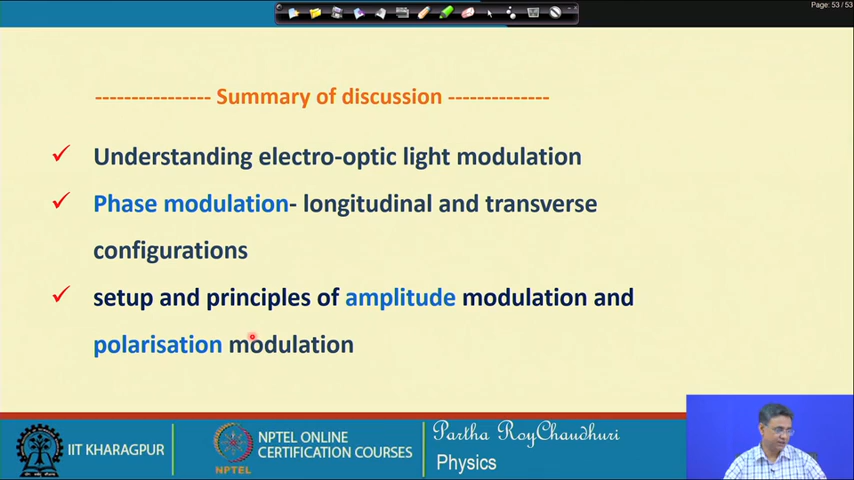 Page: 53 / 53
---------------- Summary of discussion --------------
Understanding electro-optic light modulation
Phase modulation- longitudinal and transverse
configurations
setup and principles of amplitude modulation and
polarisation modulation
IIT KHARAGPUR
NPTEL
NPTEL ONLINE
CERTIFICATION COURSES
Partha RoyChaudhuri
Physics